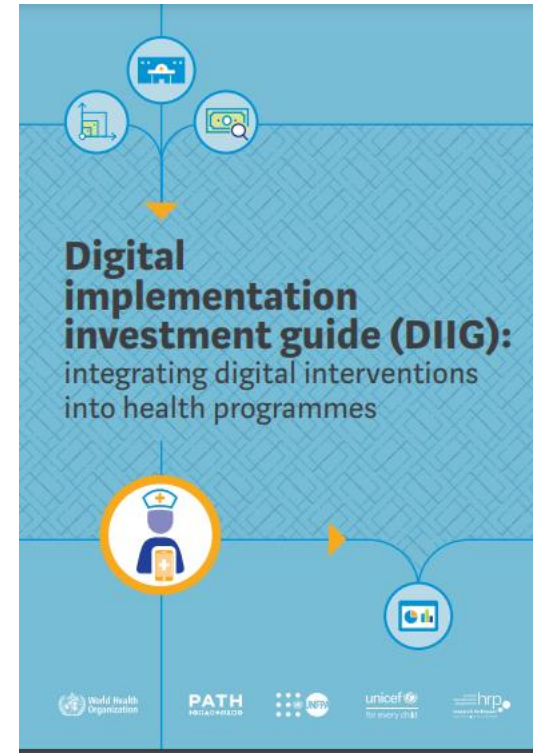 Digital
implementation
investment guide (DIIG):
integrating digital interventions
into health programmes
World Health
Organization
PATH
UNFPA
unicef
for every child
hrp